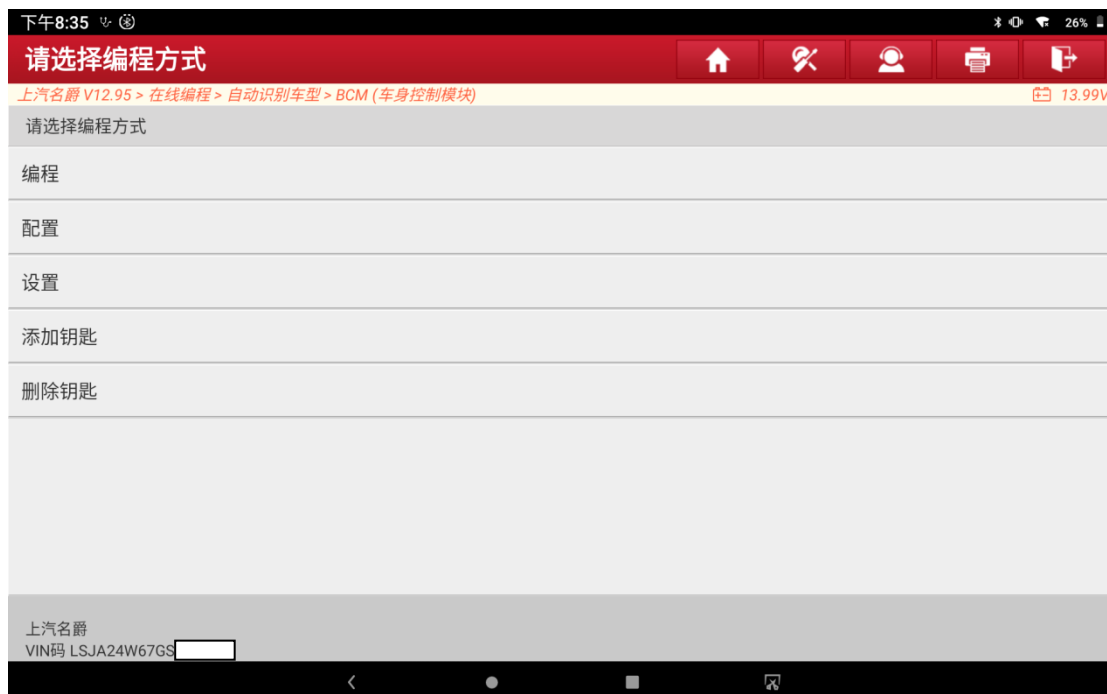 下午8:35
26%
请选择编程方式
上汽名爵 V12.95 > 在线编程 > 自动识别车型 > BCM (车身控制模块)
13.99V
请选择编程方式
编程
配置
设置
添加钥匙
删除钥匙
上汽名爵
VIN码 LSJA24W67GS